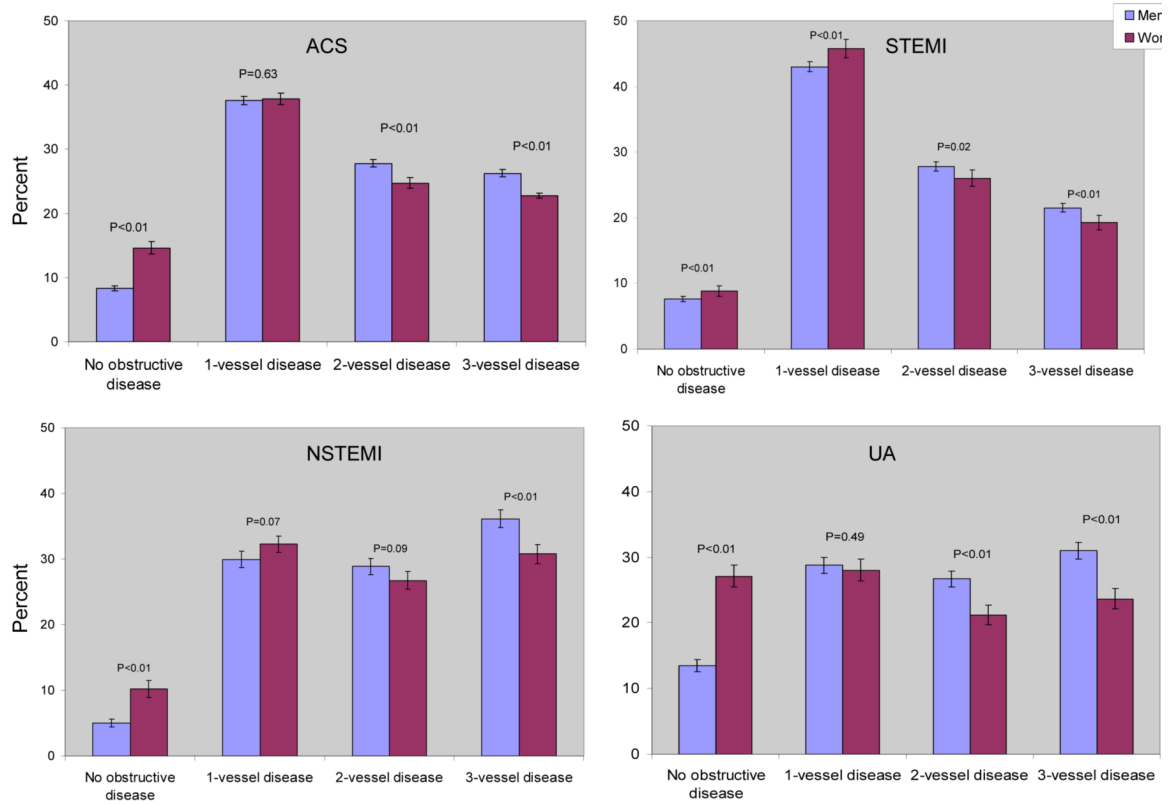 ACS
Percent
50
40
30
20
10
0
P<0.01
P=0.63
P<0.01
P<0.01
No obstructive
disease
1-vessel disease
2-vessel disease
3-vessel disease
STEMI
Men
50
40
30
20
10
0
P<0.01
P<0.01
P=0.02
P<0.01
No obstructive
disease
1-vessel disease
2-vessel disease
3-vessel disease
NSTEMI
Percent
50
40
30
20
10
0
P<0.01
P=0.07
P=0.09
P<0.01
No obstructive
disease
1-vessel disease
2-vessel disease
3-vessel disease
UA
50
40
30
20
10
0
P<0.01
P=0.49
P<0.01
P<0.01
No obstructive
disease
1-vessel disease
2-vessel disease
3-vessel disease